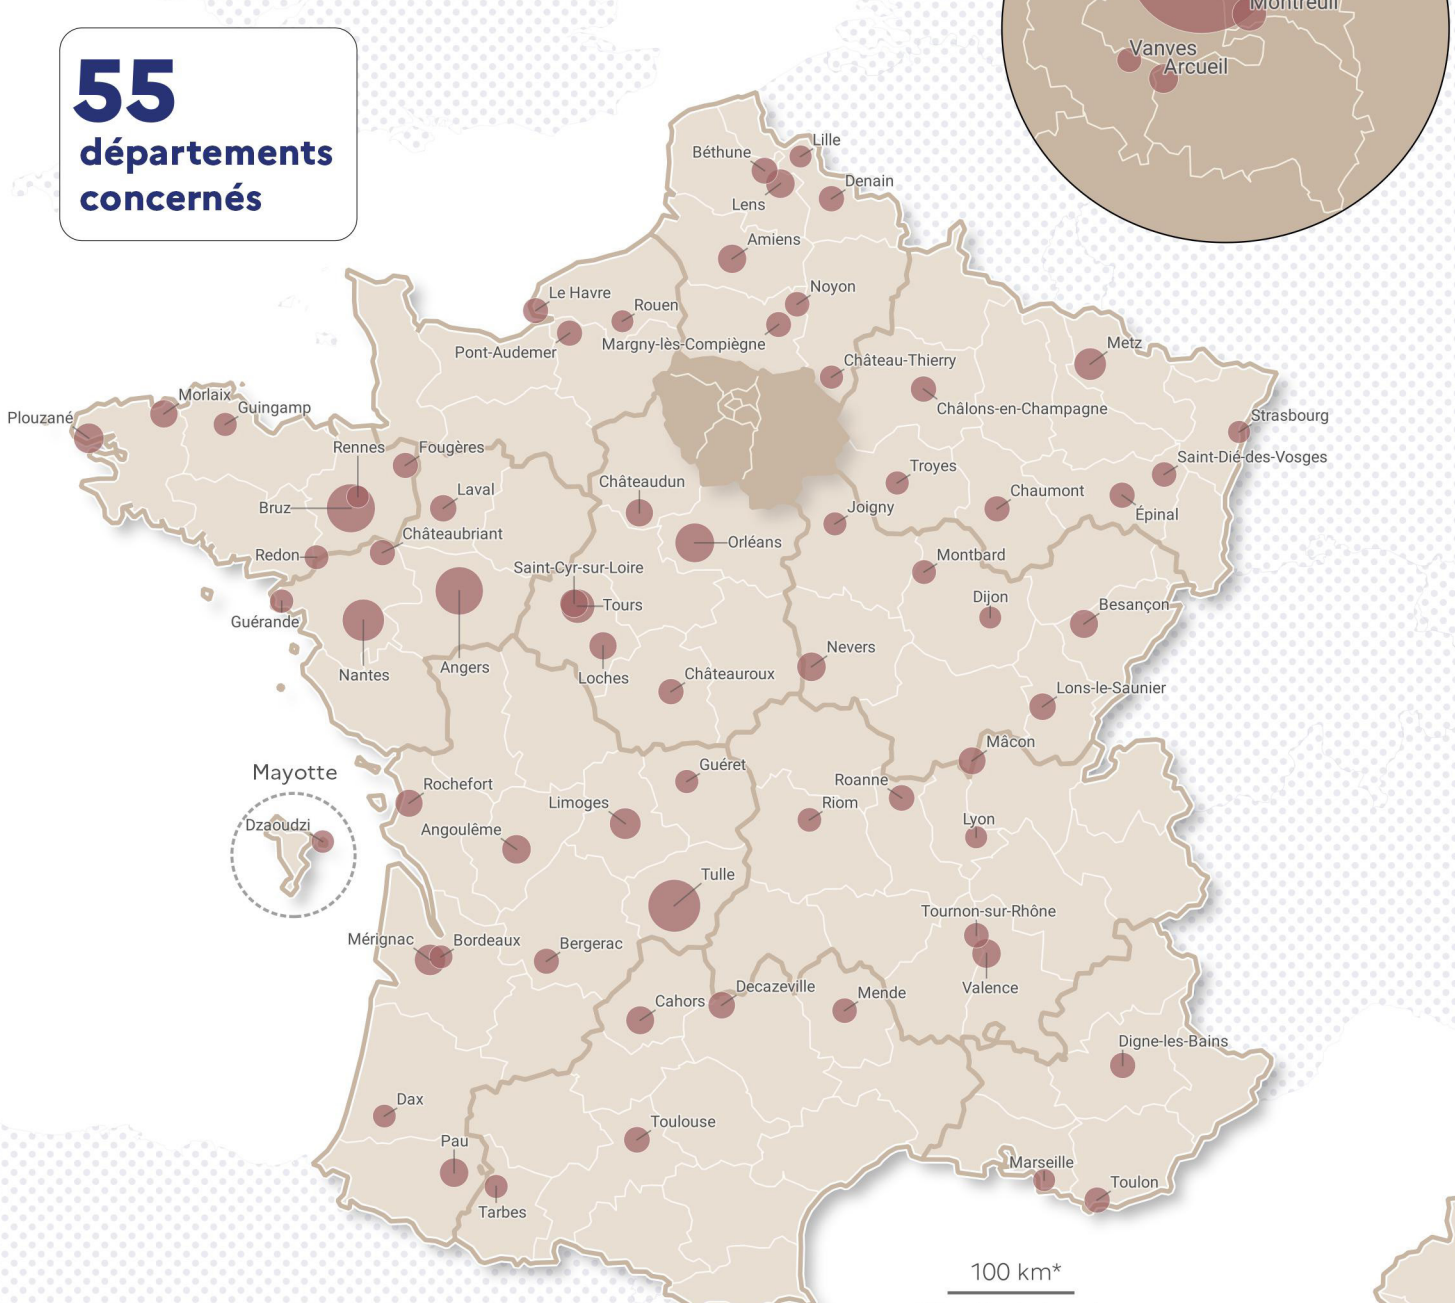 55
départements
concernés
Montreuil
Vanves
Arcueil
Lille
Béthune
Denain
Lens
Amiens
Noyon
Le Havre
Rouen
Margny-lès-Compiègne
Pont-Audemer
Metz
Château-Thierry
Châlons-en-Champagne
Morlaix
Guingamp
Plouzané
Strasbourg
Rennes
Fougères
Saint-Dié-des-Vosges
Troyes
Châteaudun
Laval
Chaumont
Bruz
Joigny
Épinal
Châteaubriant
Orléans
Redon
Montbard
Saint-Cyr-sur-Loire
Dijon
Tours
Besançon
Guérande
Nevers
Angers
Nantes
Loches
Châteauroux
Lons-le-Saunier
Mâcon
Mayotte
Guéret
Roanne
Rochefort
Limoges
Riom
Dzaoudzi
Angoulême
Lyon
Tulle
Tournon-sur-Rhône
Mérignac
Bordeaux
Bergerac
Decazeville
Valence
Mende
Cahors
Digne-les-Bains
Dax
Toulouse
Pau
Marseille
Toulon
Tarbes
100 km*